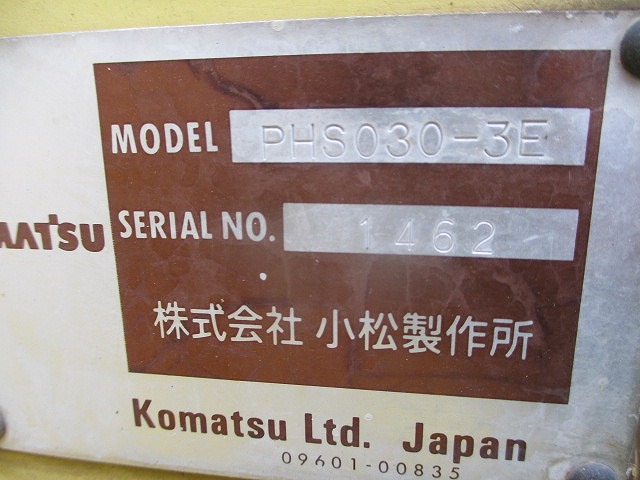 MODEL PHS030-3E
SERIAL NO. 1462
MATSU
株式会社 小松製作所
Komatsu Ltd. Japan
09601-00835